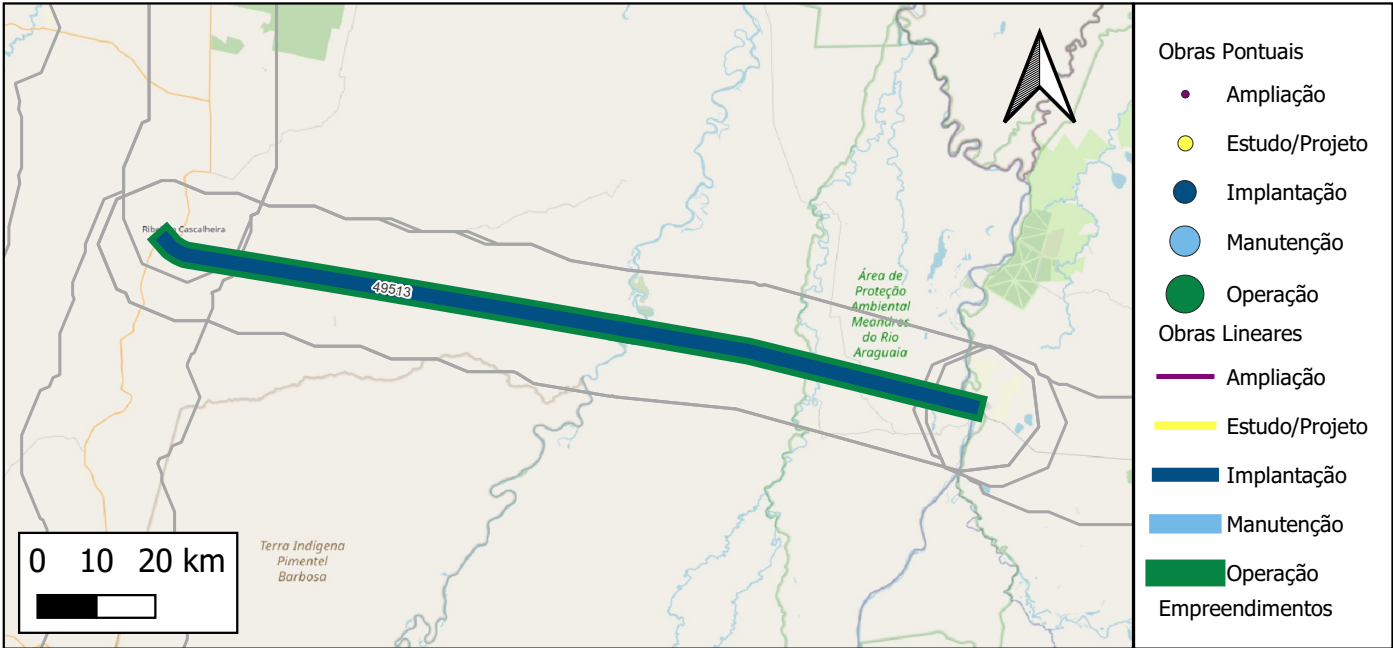 Ribe
Cascalheira
49513
Área de
Proteção
Ambiental
Meandros
do Rio
Araguaia
Terra Indígena
Pimentel
Barbosa
0 10 20 km
Obras Pontuais
Ampliação
Estudo/Projeto
Implantação
Manutenção
Operação
Obras Lineares
Ampliação
Estudo/Projeto
Implantação
Manutenção
Operação
Empreendimentos